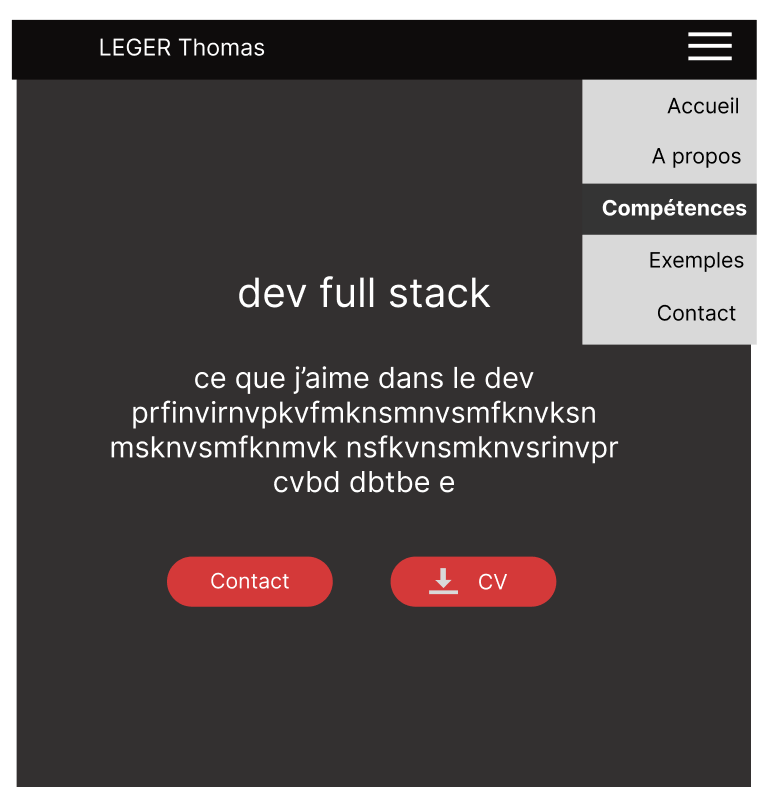 LEGER Thomas
Accueil
A propos
Compétences
Exemples
Contact
dev full stack
ce que j’aime dans le dev
prfinvirnvpkvfmknsmnvsmfknvksn
msknvsmfknmvk nsfkvnsmknvsrinvpr
cvbd dbtbe e
Contact
CV